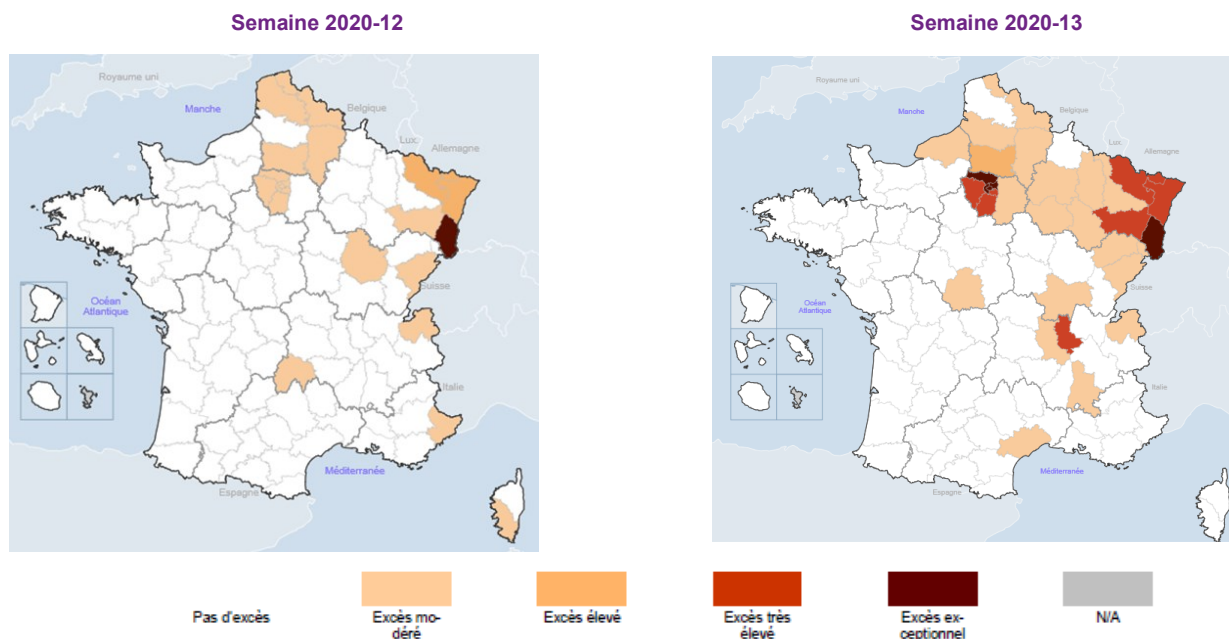 Semaine 2020-12
Semaine 2020-13
Royaume uni
Manche
Belgique
Lux.
Allemagne
Suisse
Océan
Atlantique
Italie
Méditerranée
Espagne
Royaume uni
Manche
Belgique
Lux.
Allemagne
Suisse
Océan
Atlantique
Italie
Méditerranée
Espagne
Pas d'excès
Excès mo-
déré
Excès élevé
Excès très
élevé
Excès ex-
ceptionnel
N/A